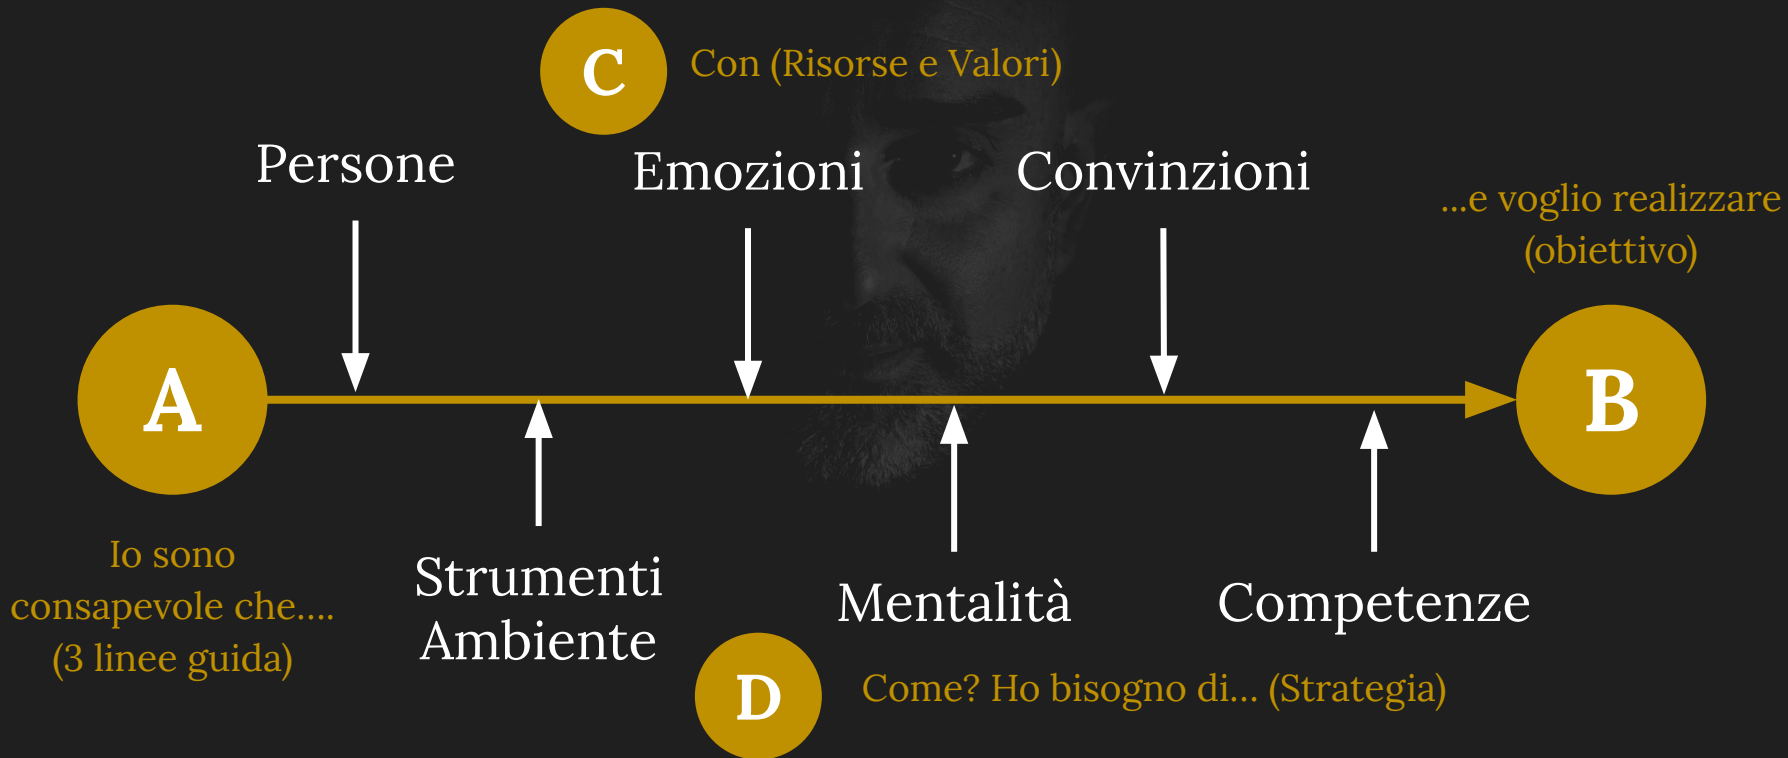 C
Con (Risorse e Valori)
Persone
Emozioni
Convinzioni
...e voglio realizzare
(obiettivo)
A
B
Io sono
consapevole che....
(3 linee guida)
Strumenti
Ambiente
Mentalità
Competenze
D
Come? Ho bisogno di... (Strategia)